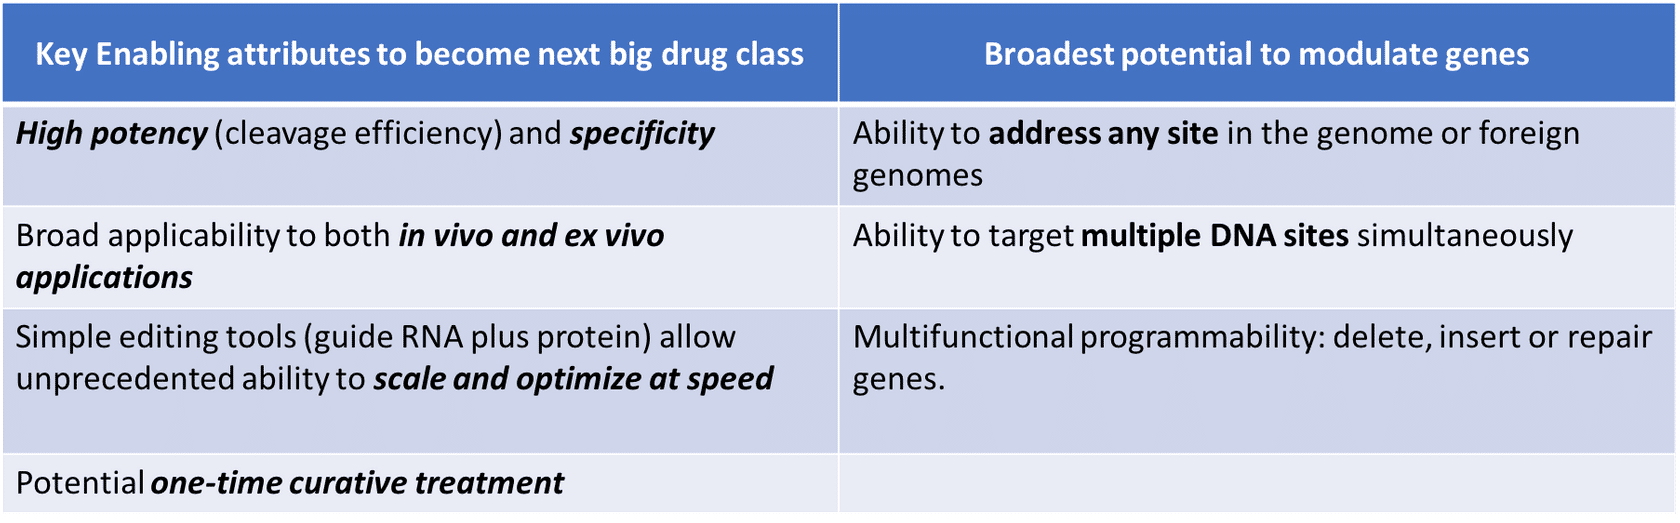 Key Enabling attributes to become next big drug class
Broadest potential to modulate genes
High potency (cleavage efficiency) and specificity
Ability to address any site in the genome or foreign
genomes
Broad applicability to both in vivo and ex vivo
applications
Ability to target multiple DNA sites simultaneously
Simple editing tools (guide RNA plus protein) allow
unprecedented ability to scale and optimize at speed
Multifunctional programmability: delete, insert or repair
genes.
Potential one-time curative treatment